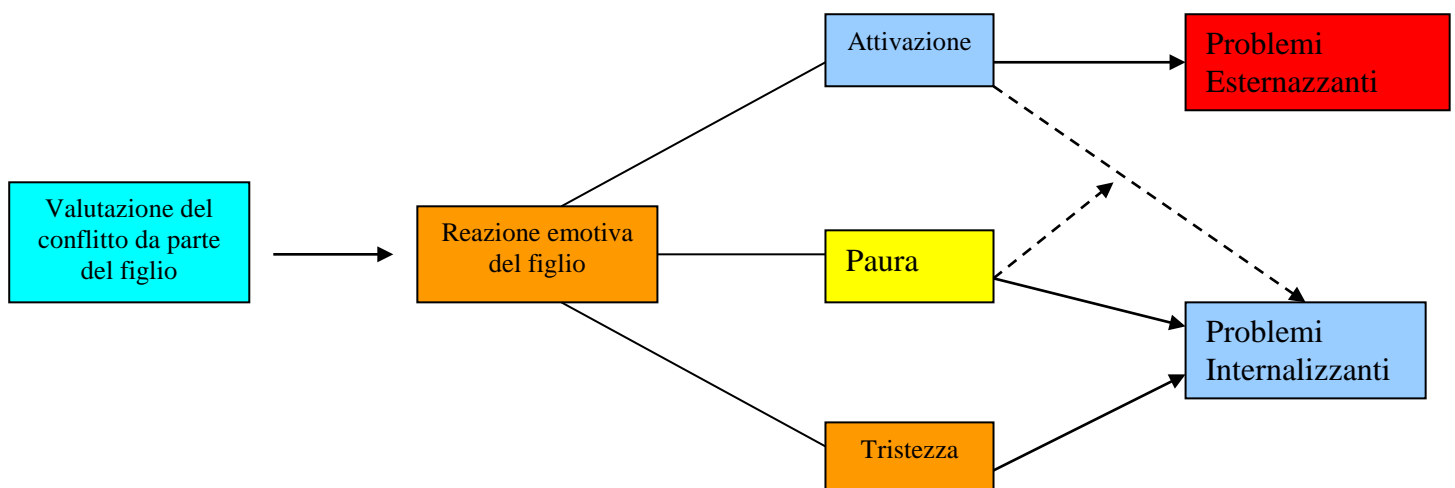 Attivazione
Problemi
Esternazzanti
Valutazione del
conflitto da parte
del figlio
Reazione emotiva
del figlio
Paura
Problemi
Internalizzanti
Tristezza